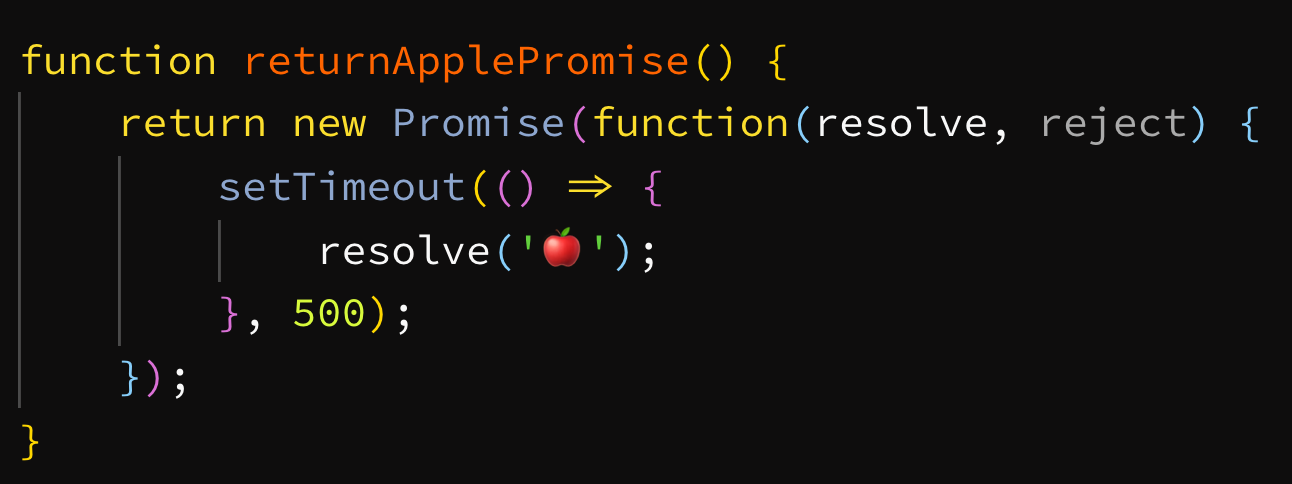 function returnApplePromise() {
    return new Promise(function(resolve, reject) {
        setTimeout(() => {
            resolve('🍎');
        }, 500);
    });
}